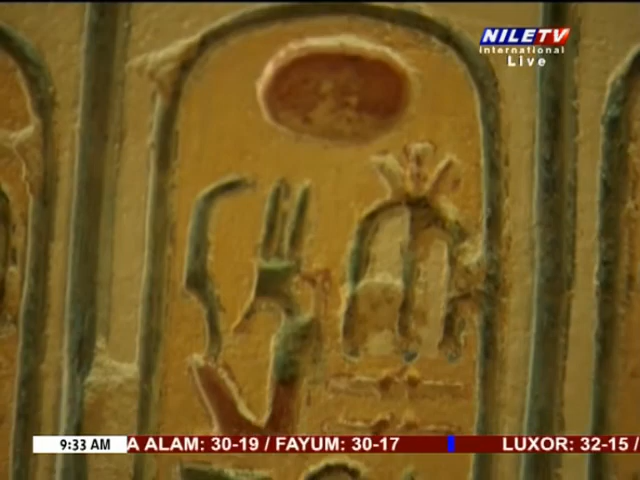 NILE TV
international
Live
9:33 AM A ALAM: 30-19 / FAYUM: 30-17 LUXOR: 32-15 /